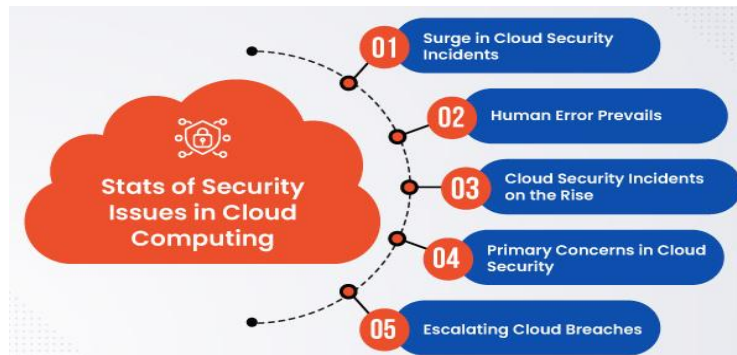 Stats of Security
Issues in Cloud
Computing
01
Surge in Cloud Security
Incidents
02
Human Error Prevails
03
Cloud Security Incidents
on the Rise
04
Primary Concerns in Cloud
Security
05
Escalating Cloud Breaches